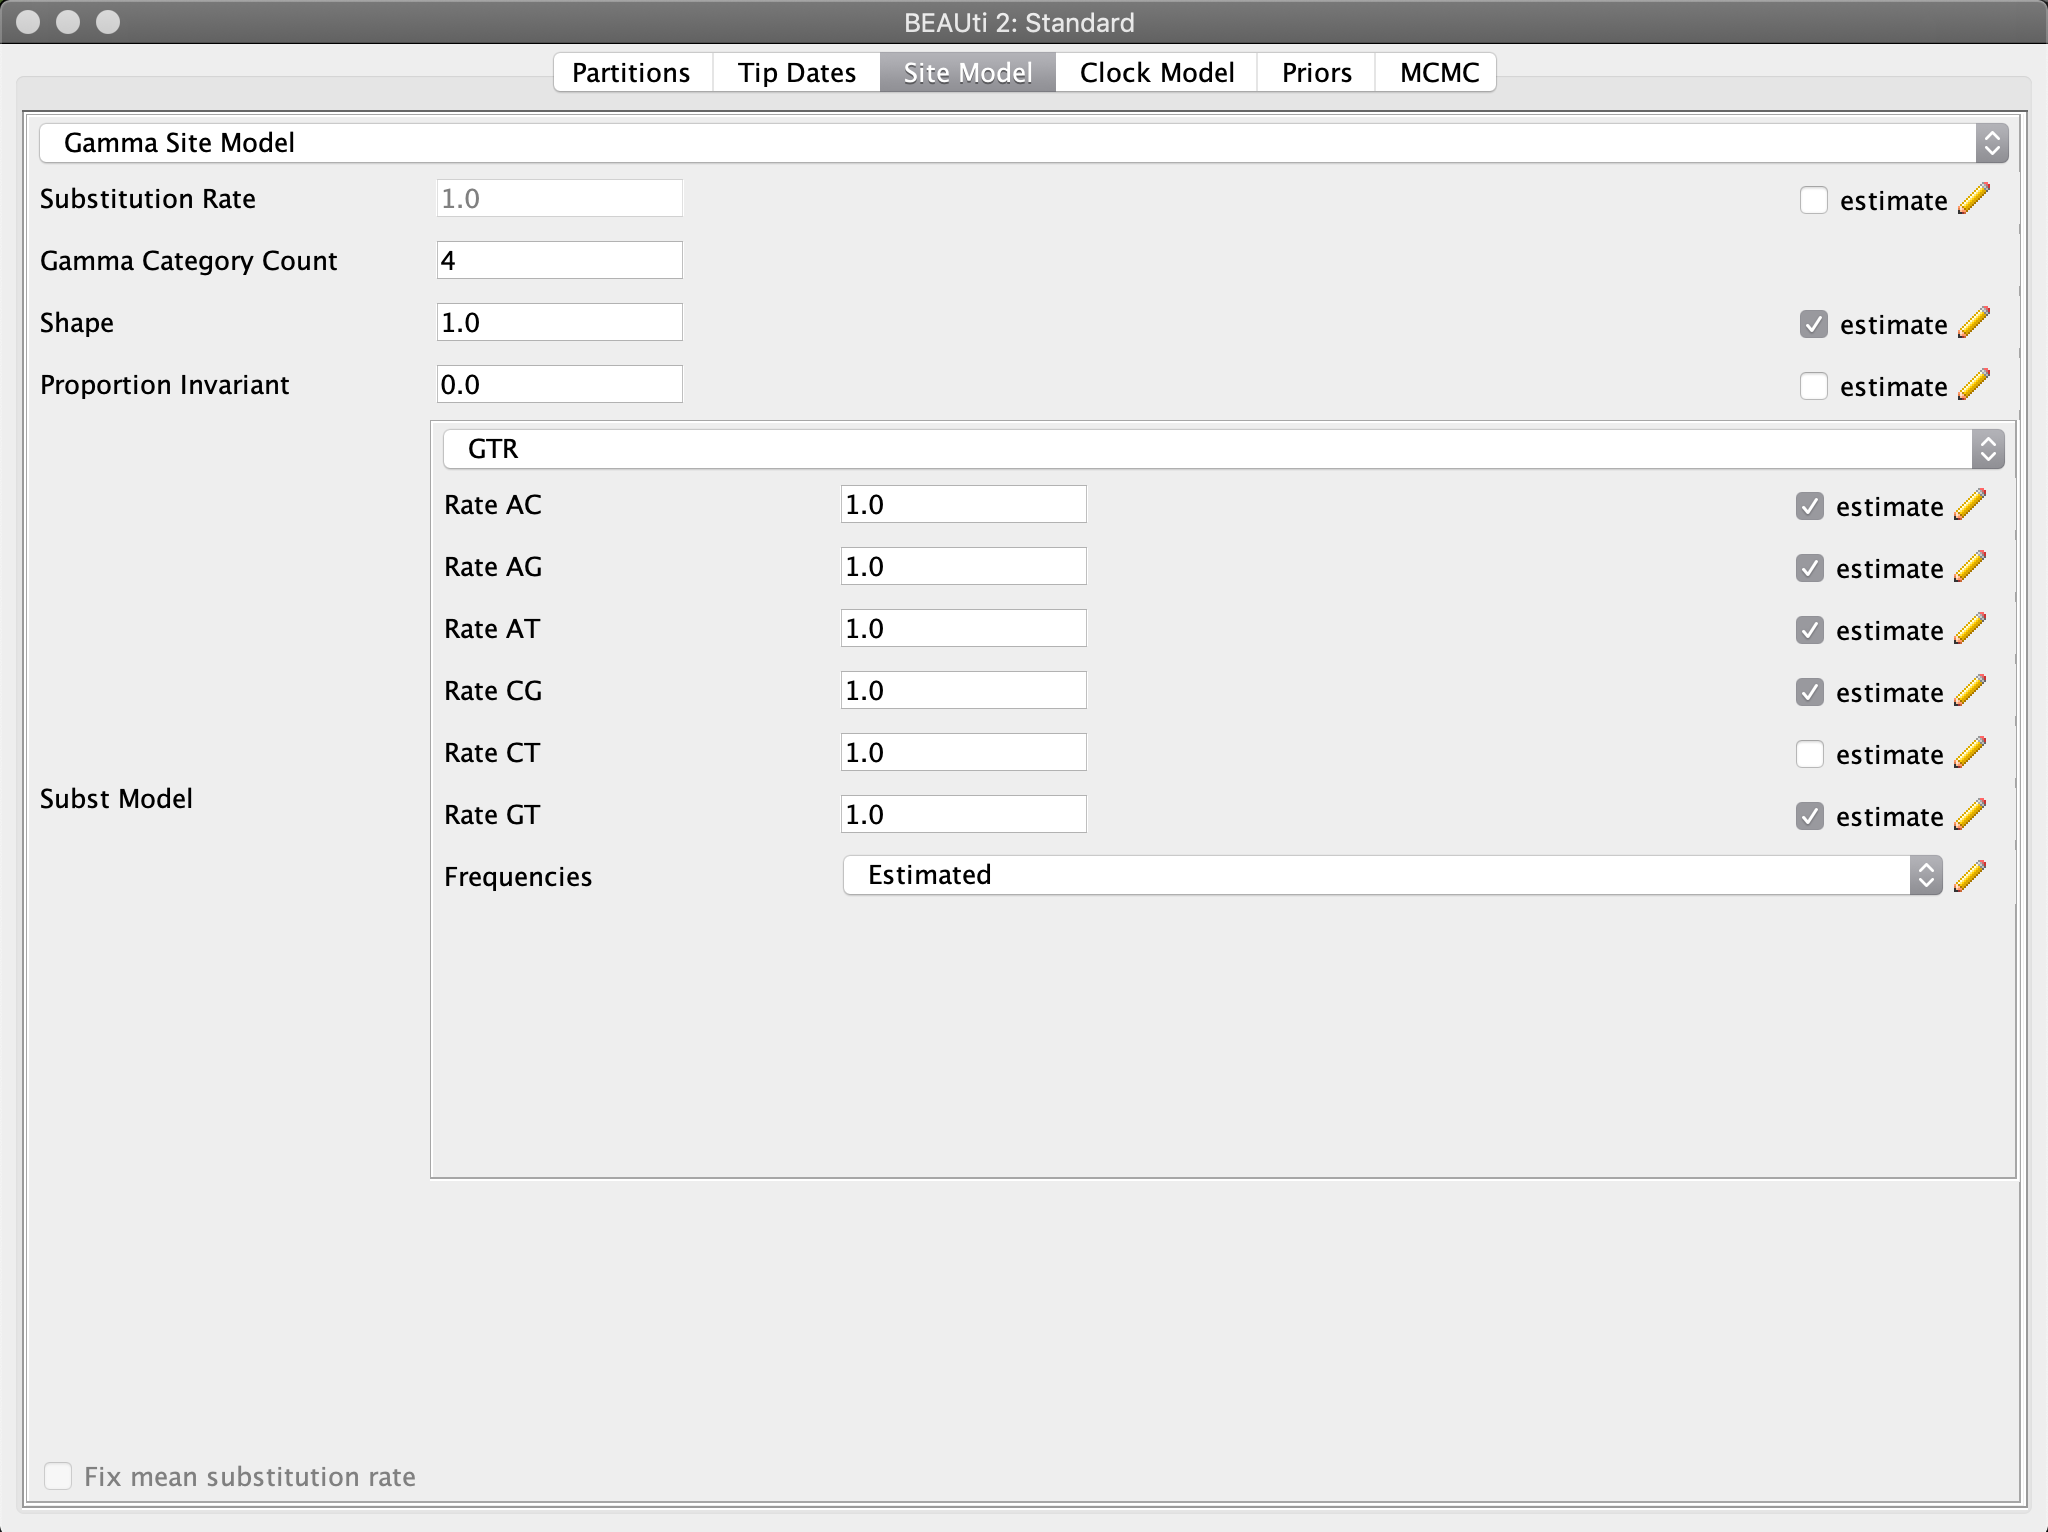 BEAUti 2: Standard
Partitions Tip Dates Site Model Clock Model Priors MCMC
Gamma Site Model
Substitution Rate 1.0 estimate
Gamma Category Count 4
Shape 1.0 estimate
Proportion Invariant 0.0 estimate
GTR
Rate AC 1.0 estimate
Rate AG 1.0 estimate
Rate AT 1.0 estimate
Rate CG 1.0 estimate
Rate CT 1.0 estimate
Subst Model
Rate GT 1.0 estimate
Frequencies Estimated
Fix mean substitution rate